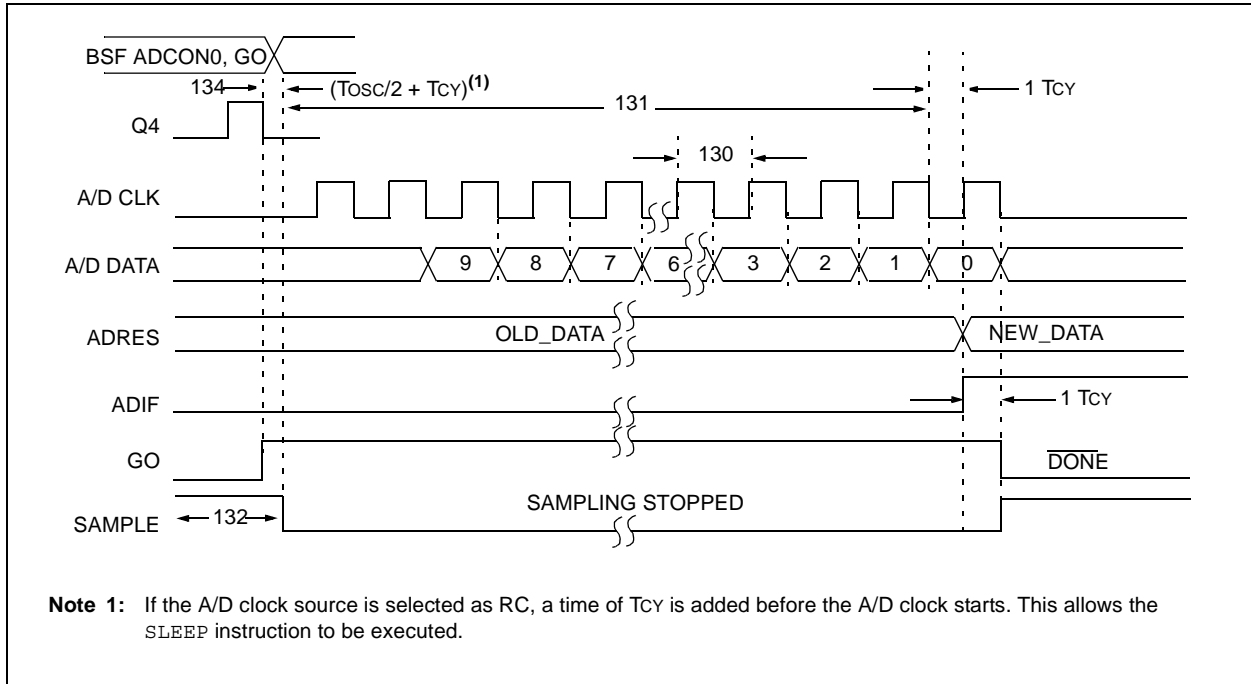 BSF ADCON0, GO
134
(TOSC/2 + TCY)(1)
131
1 TCY
Q4
130
A/D CLK
A/D DATA
9 8 7 6 3 2 1 0
ADRES
OLD_DATA
NEW_DATA
ADIF
1 TCY
GO
DONE
SAMPLING STOPPED
SAMPLE
132
Note 1: If the A/D clock source is selected as RC, a time of TCY is added before the A/D clock starts. This allows the
SLEEP instruction to be executed.